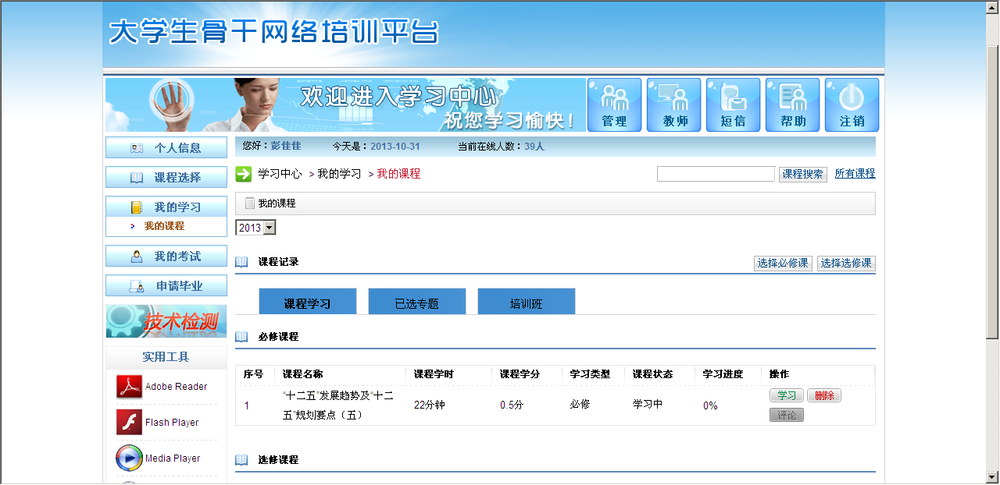 大学生骨干网络培训平台
欢迎进入学习中心
祝您学习愉快！
管理
教师
短信
帮助
注销
个人信息
课程选择
我的学习
我的课程
我的考试
申请毕业
技术检测
实用工具
Adobe Reader
Flash Player
Media Player
您好：彭佳佳 今天是：2013-10-31 当前在线人数：39人
学习中心 >我的学习 >我的课程
课程搜索 所有课程
我的课程
2013
课程记录
选择必修课 选择选修课
课程学习 已选专题 培训班
必修课程
序号 课程名称 课程学时 课程学分 学习类型 课程状态 学习进度 操作
1 “十二五”发展趋势及“十二 22分钟 0.5分 必修 学习中 0% 学习 删除
五”规划要点（五） 评论
选修课程